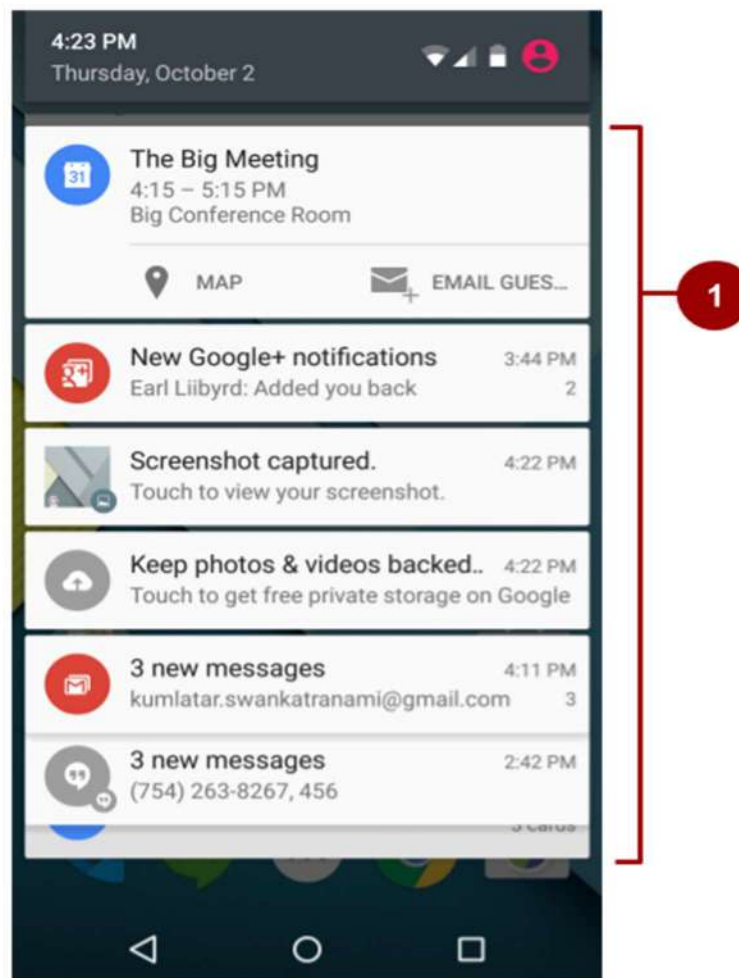 4:23 PM
Thursday, October 2
31
The Big Meeting
4:15 – 5:15 PM
Big Conference Room
MAP
EMAIL GUES...
1
New Google+ notifications 3:44 PM
Earl Liibyrd: Added you back 2
Screenshot captured. 4:22 PM
Touch to view your screenshot.
Keep photos & videos backed.. 4:22 PM
Touch to get free private storage on Google
3 new messages 4:11 PM
kumlatar.swankatranami@gmail.com 3
3 new messages 2:42 PM
(754) 263-8267, 456
cards